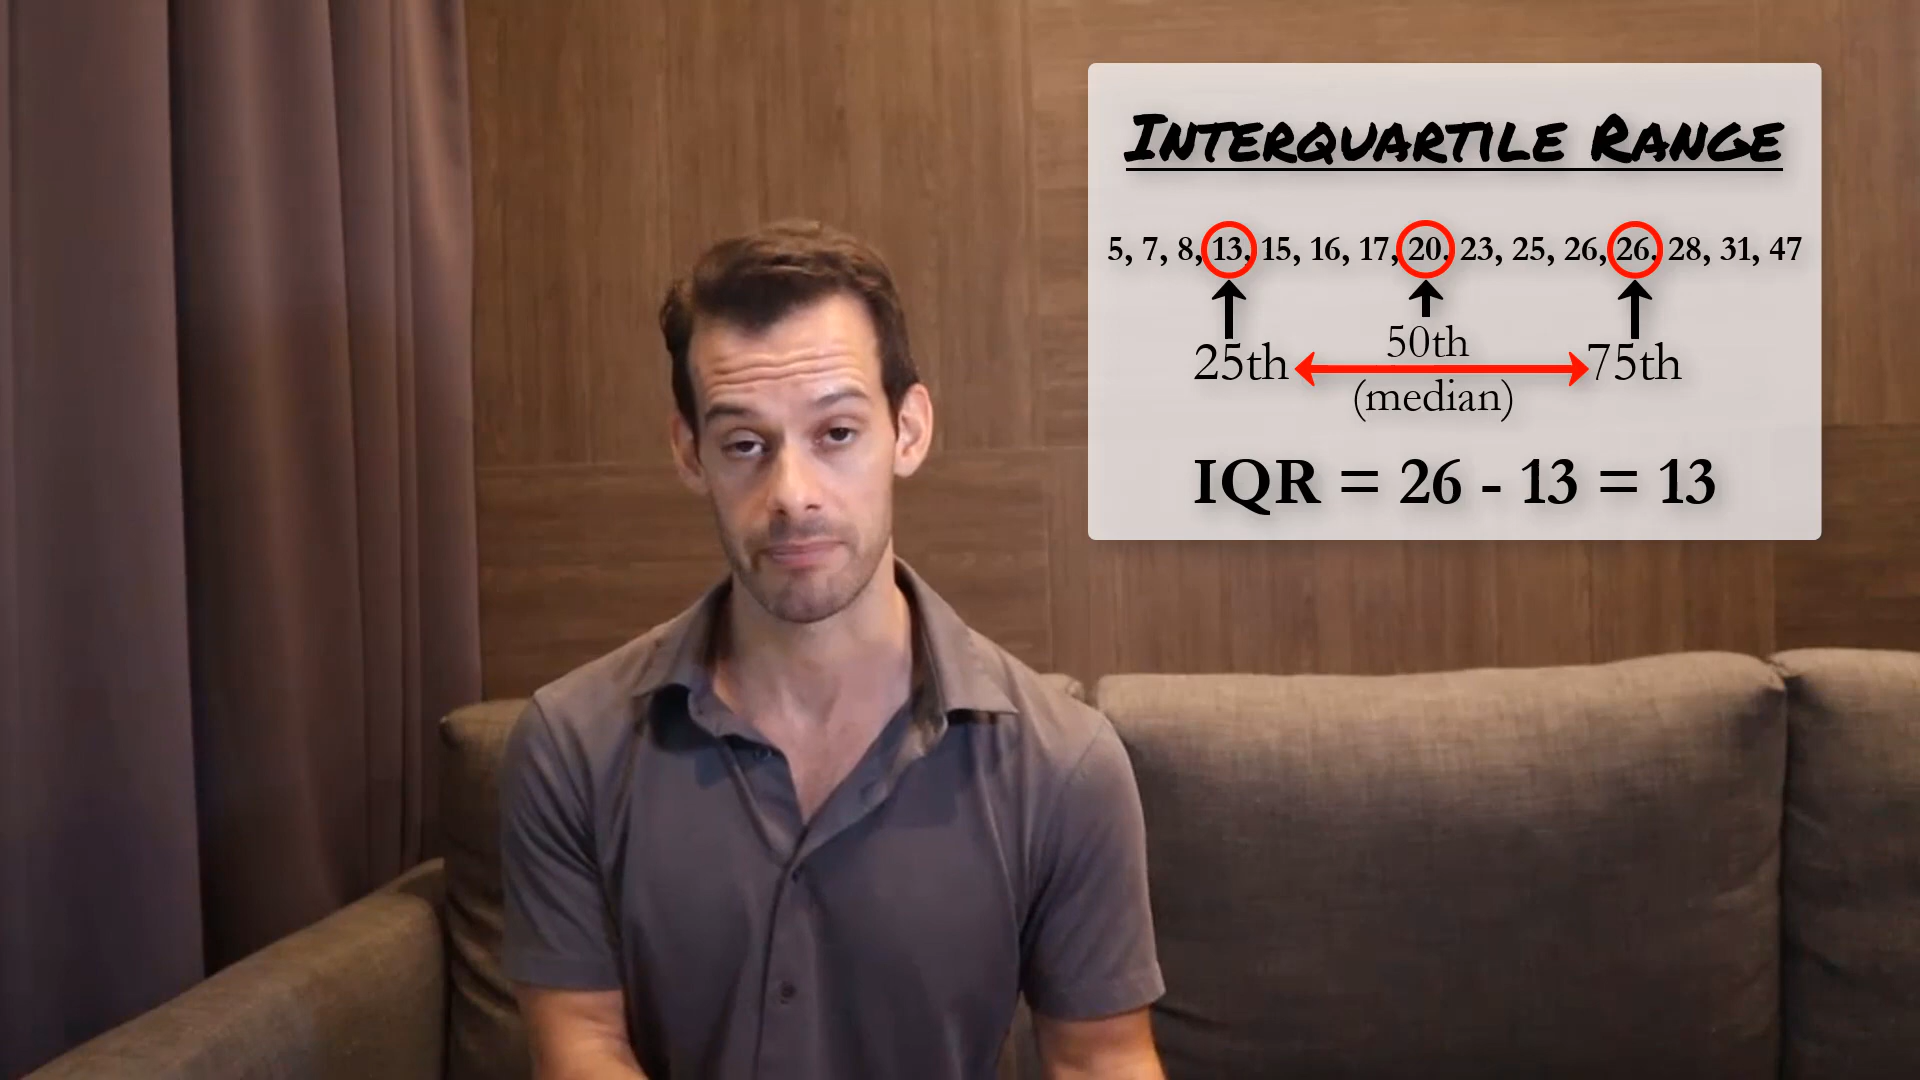 INTERQUARTILE RANGE
5, 7, 8, 13, 15, 16, 17, 20, 23, 25, 26, 26, 28, 31, 47
50th
25th 75th
(median)
IQR = 26 - 13 = 13